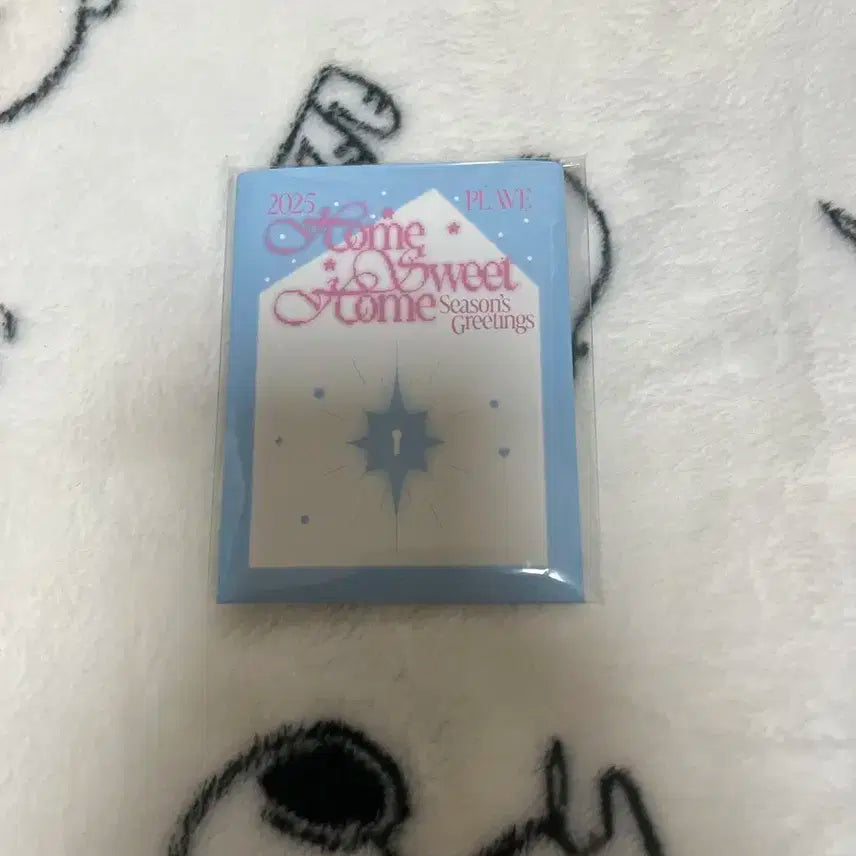 2025 PLAVE
Home
Sweet
Home Season's
Greetings